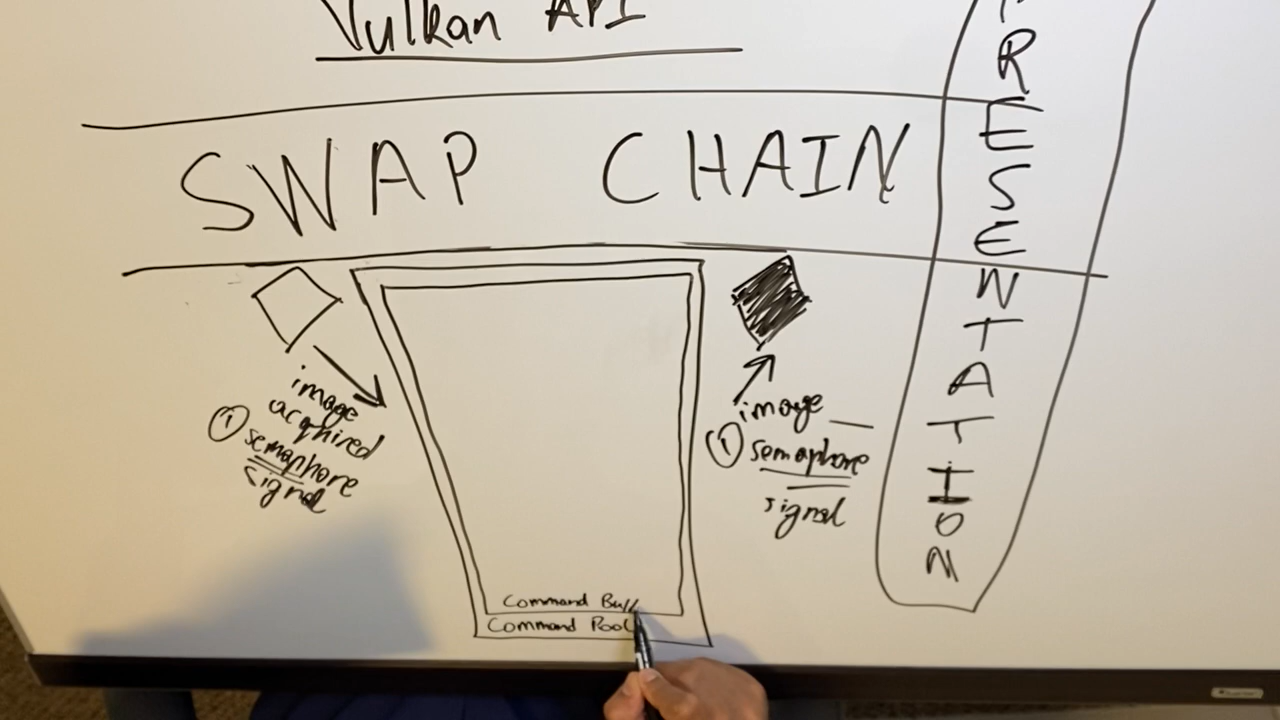 Vulkan API
SWAP CHAIN
PRESENTATION
image
acquired
① semaphore
signal
image
① semaphore
signal
Command Buff
Command Pool